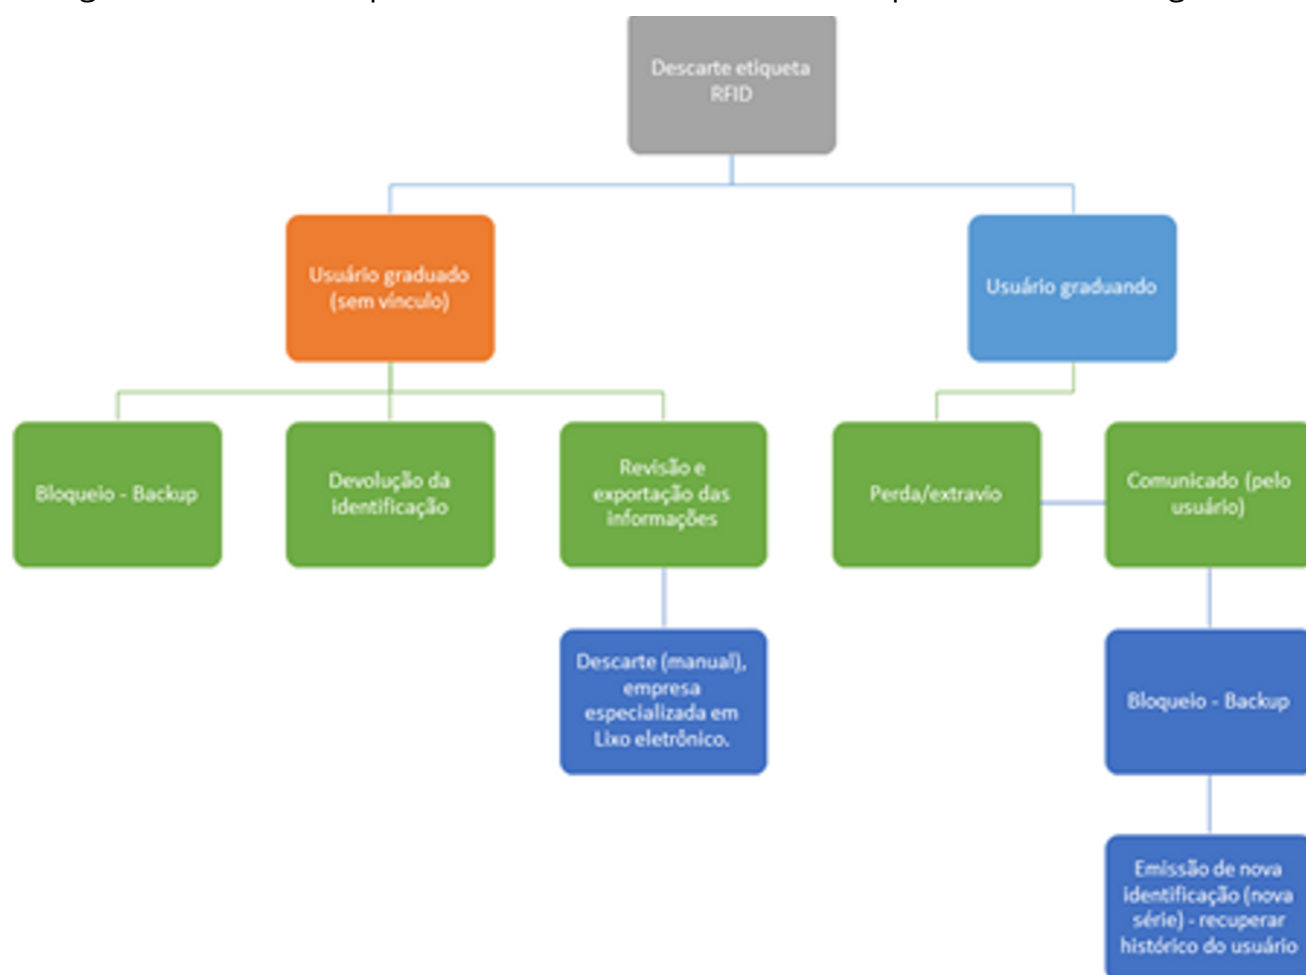 Descarte etiqueta
RFID
Usuário graduado
(sem vínculo)
Usuário graduando
Bloqueio - Backup
Devolução da
identificação
Revisão e
exportação das
informações
Perda/extravio
Comunicado (pelo
usuário)
Descarte (manual),
empresa
especializada em
Lixo eletrônico.
Bloqueio - Backup
Emissão de nova
identificação (nova
série) - recuperar
histórico do usuário